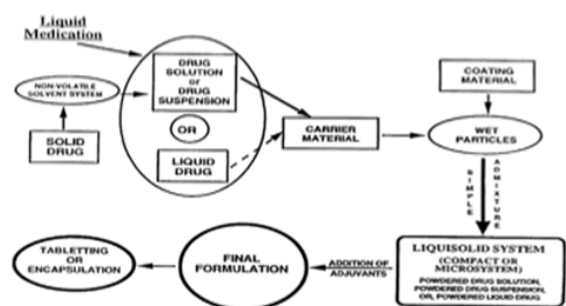 Liquid
Medication
NON-VOLATILE
SOLVENT SYSTEM
SOLID
DRUG
DRUG
SOLUTION
or
DRUG
SUSPENSION
OR
LIQUID
DRUG
CARRIER
MATERIAL
COATING
MATERIAL
WET
PARTICLES
SIMPLE
ADMIXTURE
LIQUISOLID SYSTEM
(COMPACT OR
MICROSYSTEM)
POWDERED DRUG SOLUTION,
POWDERED DRUG SUSPENSION,
OR, POWDERED LIQUID DRUG.
ADDITION OF
ADJUVANTS
FINAL
FORMULATION
TABLETTING
OR
ENCAPSULATION